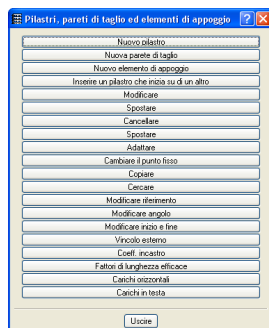 Pilastri, pareti di taglio ed elementi di appoggio
Nuovo pilastro
Nuova parete di taglio
Nuovo elemento di appoggio
Inserire un pilastro che inizia su di un altro
Modificare
Spostare
Cancellare
Spostare
Adattare
Cambiare il punto fisso
Copiare
Cercare
Modificare riferimento
Modificare angolo
Modificare inizio e fine
Vincolo esterno
Coeff. incastro
Fattori di lunghezza efficace
Carichi orizzontali
Carichi in testa
Uscire